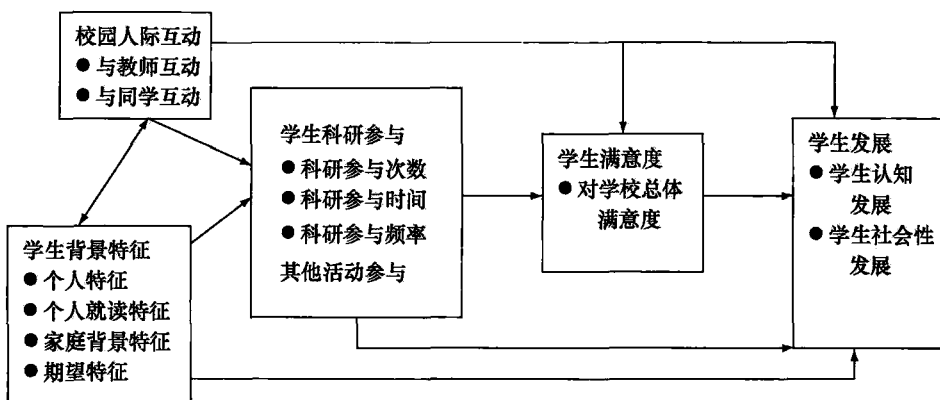 校园人际互动
● 与教师互动
● 与同学互动
学生背景特征
● 个人特征
● 个人就读特征
● 家庭背景特征
● 期望特征
学生科研参与
● 科研参与次数
● 科研参与时间
● 科研参与频率
其他活动参与
学生满意度
● 对学校总体
满意度
学生发展
● 学生认知
发展
● 学生社会性
发展